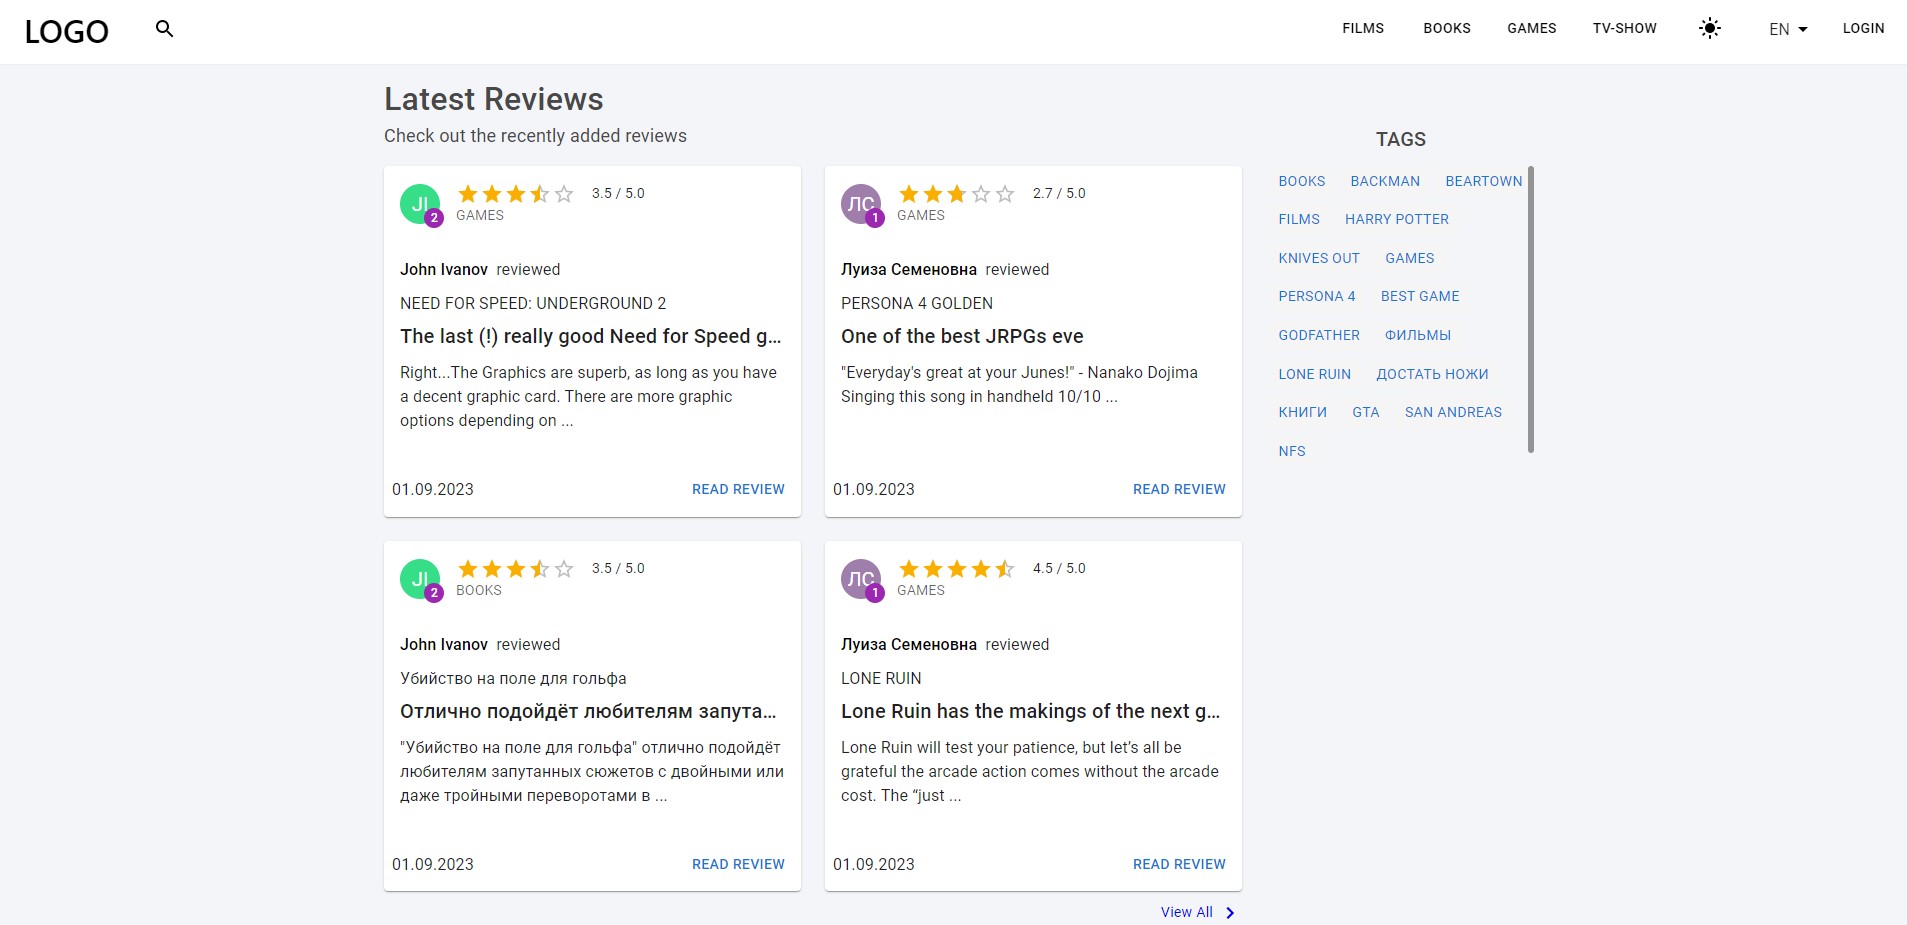 LOGO
FILMS
BOOKS
GAMES
TV-SHOW
EN
LOGIN
Latest Reviews
Check out the recently added reviews
JI
2
3.5 / 5.0
GAMES
John Ivanov reviewed
NEED FOR SPEED: UNDERGROUND 2
The last (!) really good Need for Speed g...
Right...The Graphics are superb, as long as you have
a decent graphic card. There are more graphic
options depending on ...
01.09.2023
READ REVIEW
ЛС
1
2.7 / 5.0
GAMES
Луиза Семеновна reviewed
PERSONA 4 GOLDEN
One of the best JRPGs eve
"Everyday's great at your Junes!" - Nanako Dojima
Singing this song in handheld 10/10 ...
01.09.2023
READ REVIEW
JI
2
3.5 / 5.0
BOOKS
John Ivanov reviewed
Убийство на поле для гольфа
Отлично подойдёт любителям запута...
"Убийство на поле для гольфа" отлично подойдёт
любителям запутанных сюжетов с двойными или
даже тройными переворотами в ...
01.09.2023
READ REVIEW
ЛС
1
4.5 / 5.0
GAMES
Луиза Семеновна reviewed
LONE RUIN
Lone Ruin has the makings of the next g...
Lone Ruin will test your patience, but let’s all be
grateful the arcade action comes without the arcade
cost. The “just ...
01.09.2023
READ REVIEW
View All
TAGS
BOOKS BACKMAN BEARTOWN
FILMS HARRY POTTER
KNIVES OUT GAMES
PERSONA 4 BEST GAME
GODFATHER ФИЛЬМЫ
LONE RUIN ДОСТАТЬ НОЖИ
КНИГИ GTA SAN ANDREAS
NFS